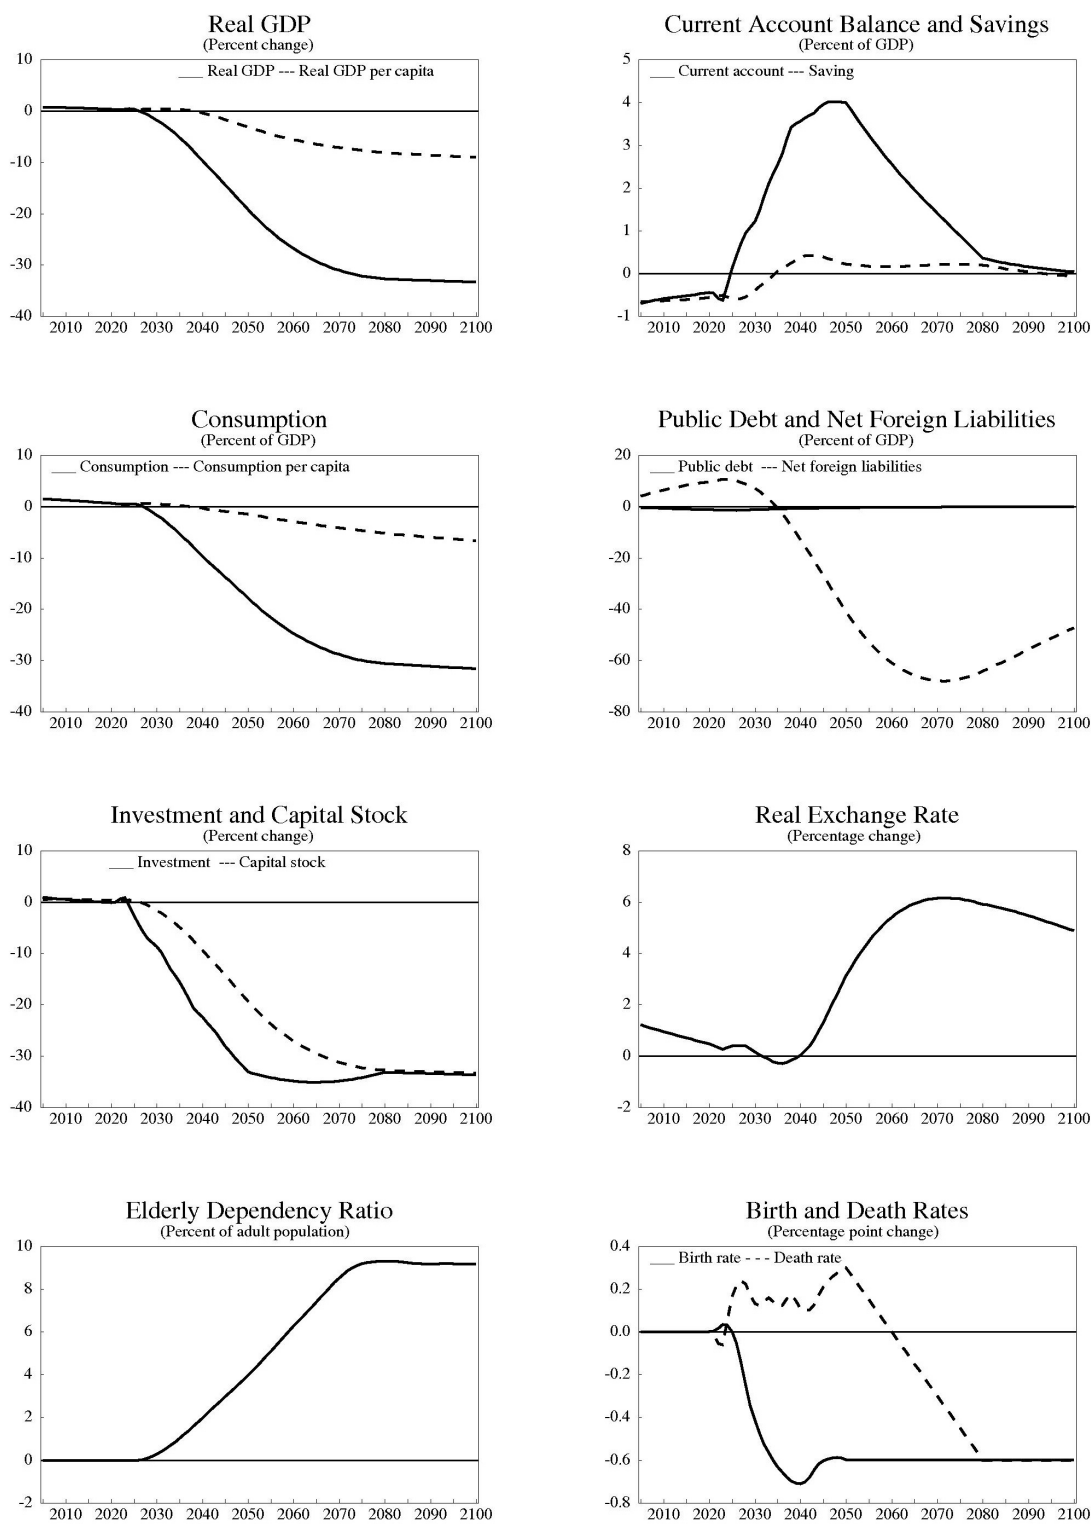 Real GDP
(Percent change)
___ Real GDP --- Real GDP per capita
10
0
-10
-20
-30
-40
2010 2020 2030 2040 2050 2060 2070 2080 2090 2100
Current Account Balance and Savings
(Percent of GDP)
___ Current account --- Saving
5
4
3
2
1
0
-1
2010 2020 2030 2040 2050 2060 2070 2080 2090 2100
Consumption
(Percent of GDP)
___ Consumption --- Consumption per capita
10
0
-10
-20
-30
-40
2010 2020 2030 2040 2050 2060 2070 2080 2090 2100
Public Debt and Net Foreign Liabilities
(Percent of GDP)
___ Public debt --- Net foreign liabilities
20
0
-20
-40
-60
-80
2010 2020 2030 2040 2050 2060 2070 2080 2090 2100
Investment and Capital Stock
(Percent change)
___ Investment --- Capital stock
10
0
-10
-20
-30
-40
2010 2020 2030 2040 2050 2060 2070 2080 2090 2100
Real Exchange Rate
(Percentage change)
8
6
4
2
0
-2
2010 2020 2030 2040 2050 2060 2070 2080 2090 2100
Elderly Dependency Ratio
(Percent of adult population)
10
8
6
4
2
0
-2
2010 2020 2030 2040 2050 2060 2070 2080 2090 2100
Birth and Death Rates
(Percentage point change)
___ Birth rate - - - Death rate
0.4
0.2
0.0
-0.2
-0.4
-0.6
-0.8
2010 2020 2030 2040 2050 2060 2070 2080 2090 2100